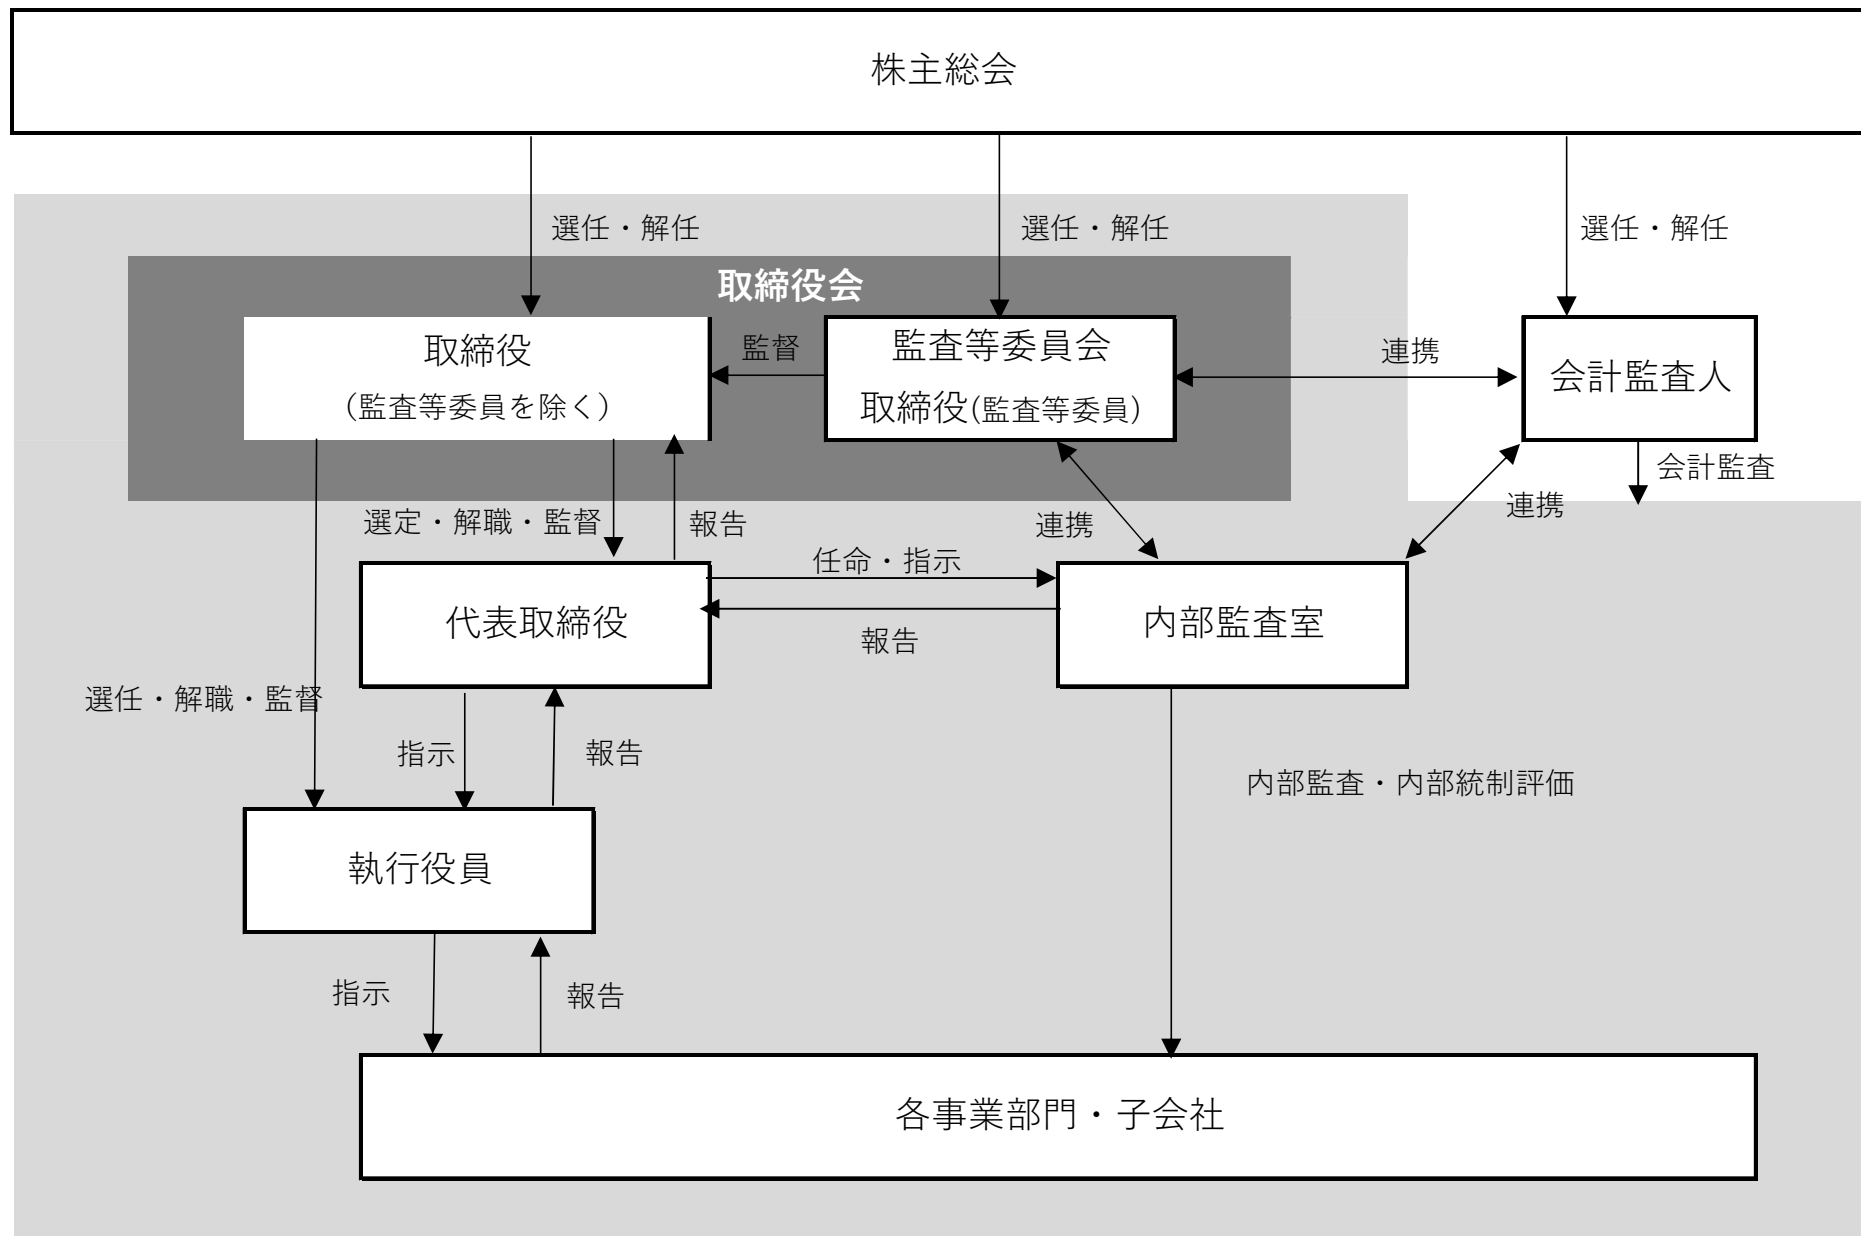 株主総会
選任・解任
選任・解任
選任・解任
取締役会
取締役
（監査等委員を除く）
監督
監査等委員会
取締役(監査等委員)
連携
会計監査人
会計監査
選定・解職・監督
報告
連携
連携
任命・指示
代表取締役
報告
内部監査室
選任・解職・監督
指示
報告
内部監査・内部統制評価
執行役員
指示
報告
各事業部門・子会社